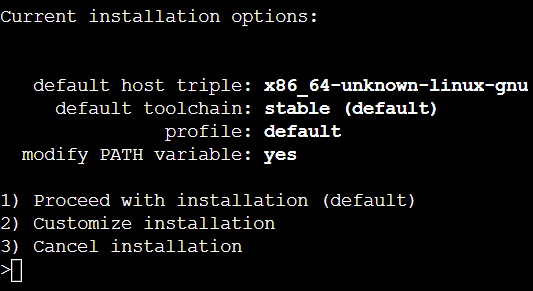 Current installation options:
default host triple: x86_64-unknown-linux-gnu
default toolchain: stable (default)
profile: default
modify PATH variable: yes
1) Proceed with installation (default)
2) Customize installation
3) Cancel installation
>